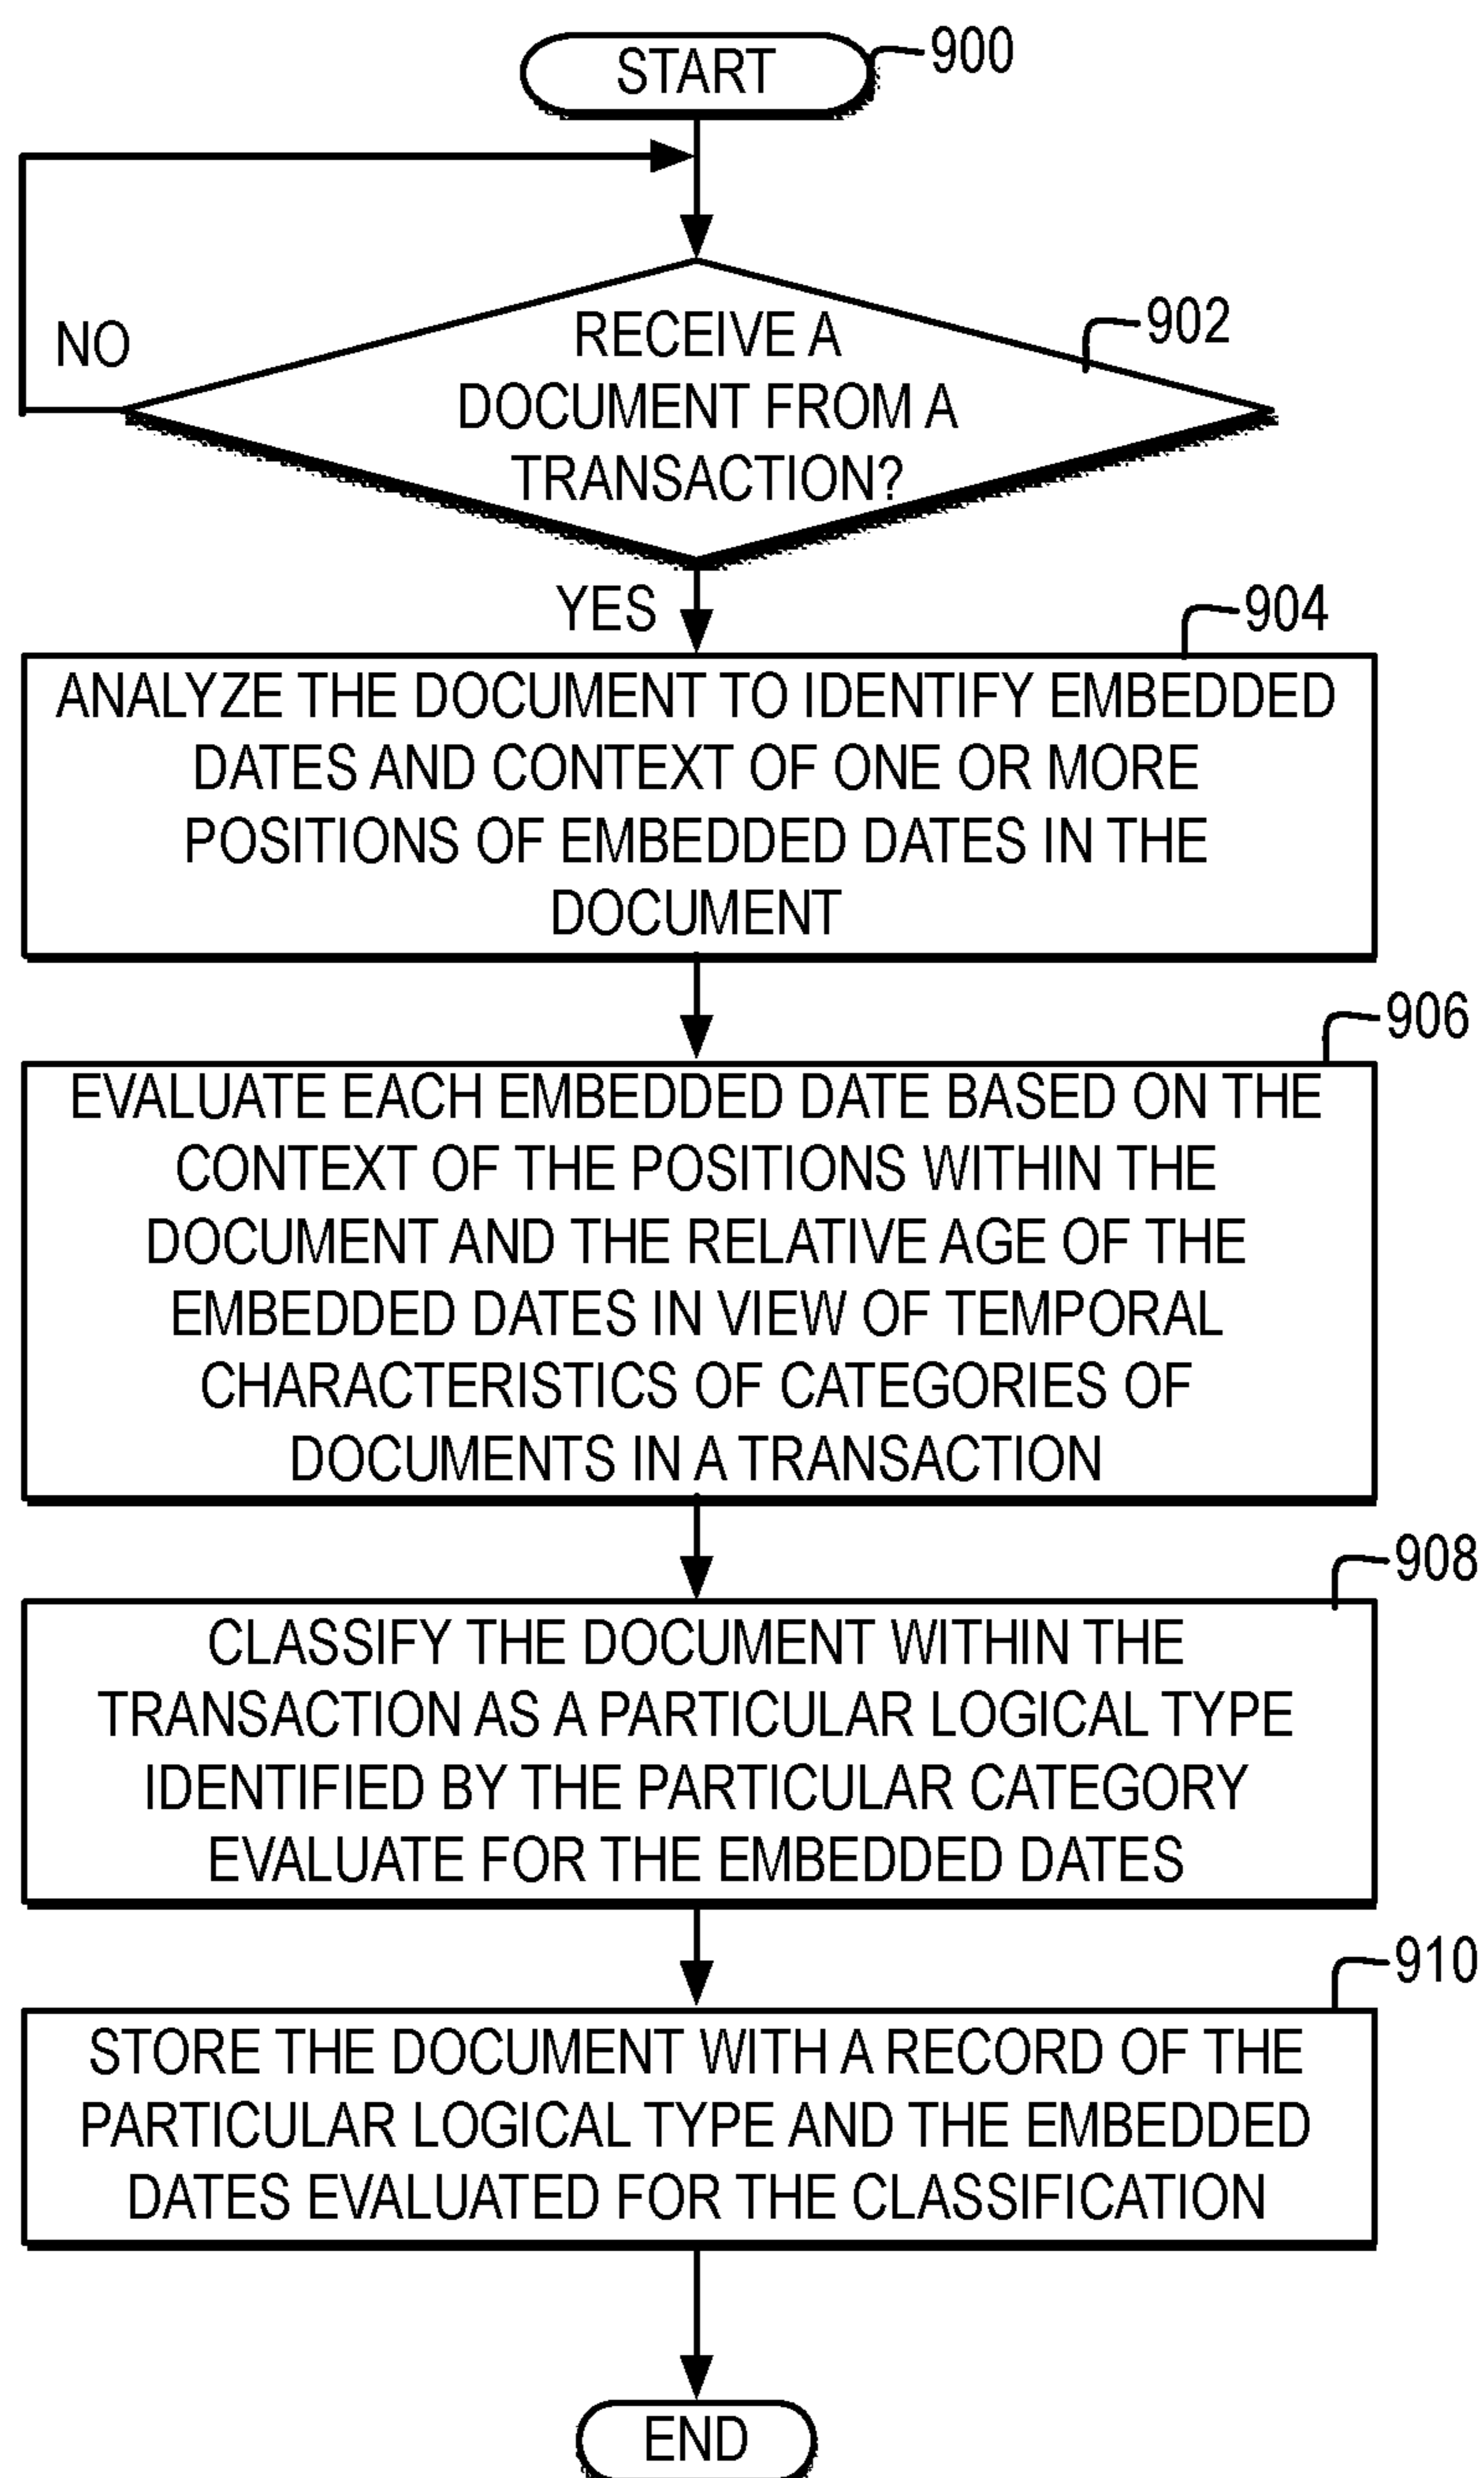 START
900
RECEIVE A
DOCUMENT FROM A
TRANSACTION?
902
NO
YES
904
ANALYZE THE DOCUMENT TO IDENTIFY EMBEDDED
DATES AND CONTEXT OF ONE OR MORE
POSITIONS OF EMBEDDED DATES IN THE
DOCUMENT
906
EVALUATE EACH EMBEDDED DATE BASED ON THE
CONTEXT OF THE POSITIONS WITHIN THE
DOCUMENT AND THE RELATIVE AGE OF THE
EMBEDDED DATES IN VIEW OF TEMPORAL
CHARACTERISTICS OF CATEGORIES OF
DOCUMENTS IN A TRANSACTION
908
CLASSIFY THE DOCUMENT WITHIN THE
TRANSACTION AS A PARTICULAR LOGICAL TYPE
IDENTIFIED BY THE PARTICULAR CATEGORY
EVALUATE FOR THE EMBEDDED DATES
910
STORE THE DOCUMENT WITH A RECORD OF THE
PARTICULAR LOGICAL TYPE AND THE EMBEDDED
DATES EVALUATED FOR THE CLASSIFICATION
END